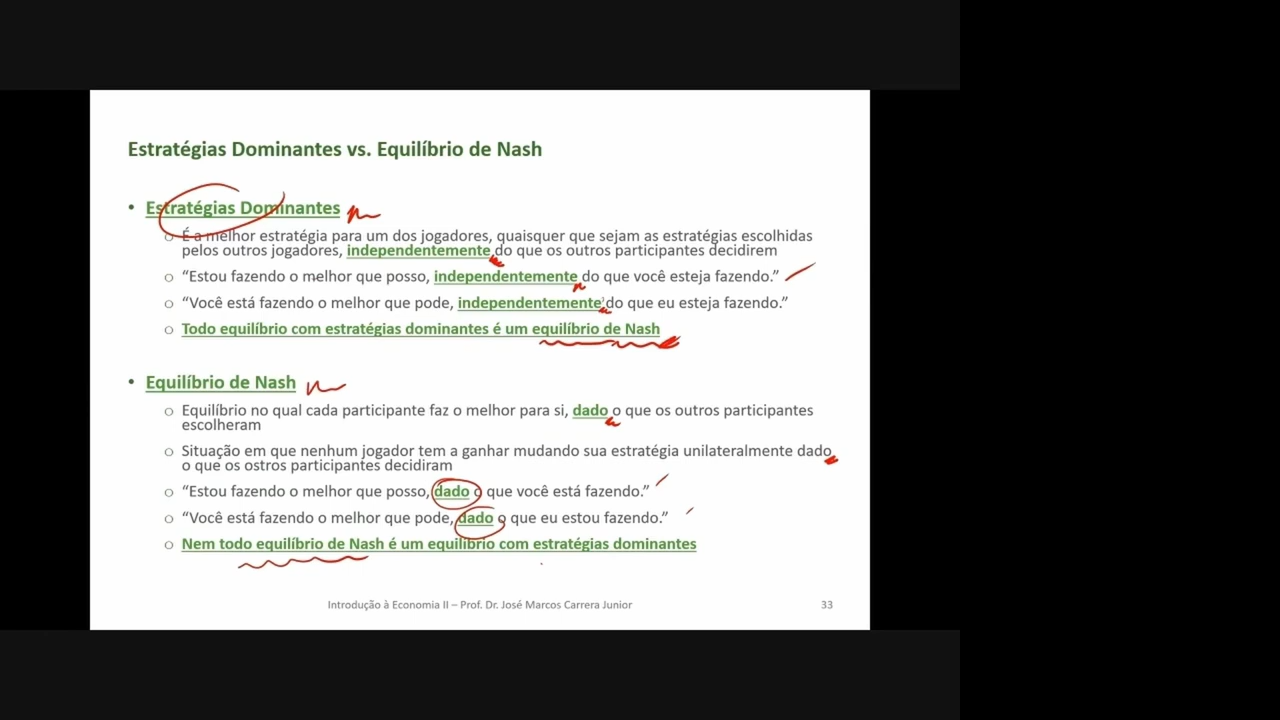 Estratégias Dominantes vs. Equilíbrio de Nash
• Estratégias Dominantes
o É a melhor estratégia para um dos jogadores, quaisquer que sejam as estratégias escolhidas
pelos outros jogadores, independentemente do que os outros participantes decidirem
o “Estou fazendo o melhor que posso, independentemente do que você esteja fazendo.”
o “Você está fazendo o melhor que pode, independentemente do que eu esteja fazendo.”
o Todo equilíbrio com estratégias dominantes é um equilíbrio de Nash
• Equilíbrio de Nash
o Equilíbrio no qual cada participante faz o melhor para si, dado o que os outros participantes
escolheram
o Situação em que nenhum jogador tem a ganhar mudando sua estratégia unilateralmente dado
o que os ostros participantes decidiram
o “Estou fazendo o melhor que posso, dado o que você está fazendo.”
o “Você está fazendo o melhor que pode, dado o que eu estou fazendo.”
o Nem todo equilíbrio de Nash é um equilíbrio com estratégias dominantes
Introdução à Economia II – Prof. Dr. José Marcos Carrera Junior 33